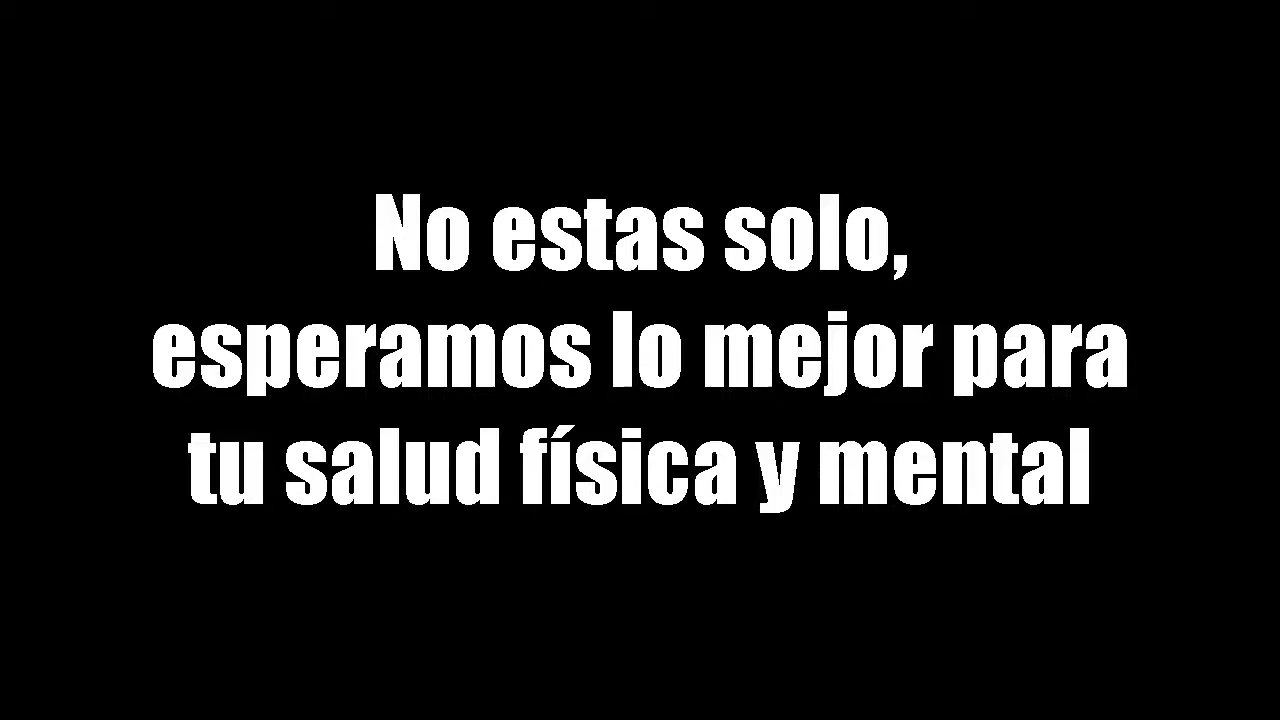 No estas solo,
esperamos lo mejor para
tu salud física y mental